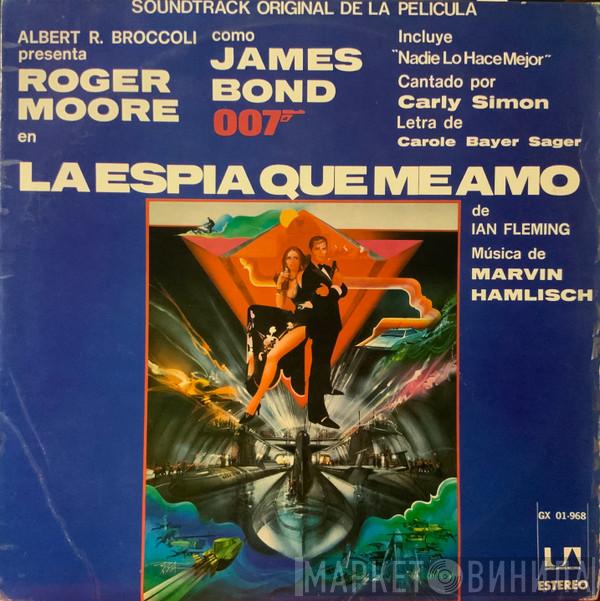 SOUNDTRACK ORIGINAL DE LA PELICULA
ALBERT R. BROCCOLI
presenta
ROGER
MOORE
en
como
JAMES
BOND
007
Incluye
"Nadie Lo Hace Mejor"
Cantado por
Carly Simon
Letra de
Carole Bayer Sager
LA ESPIA QUE ME AMO
de
IAN FLEMING
Música de
MARVIN
HAMLISCH
GX 01-968
UA
ESTEREO
МАРКЕТ ВИНИЛА